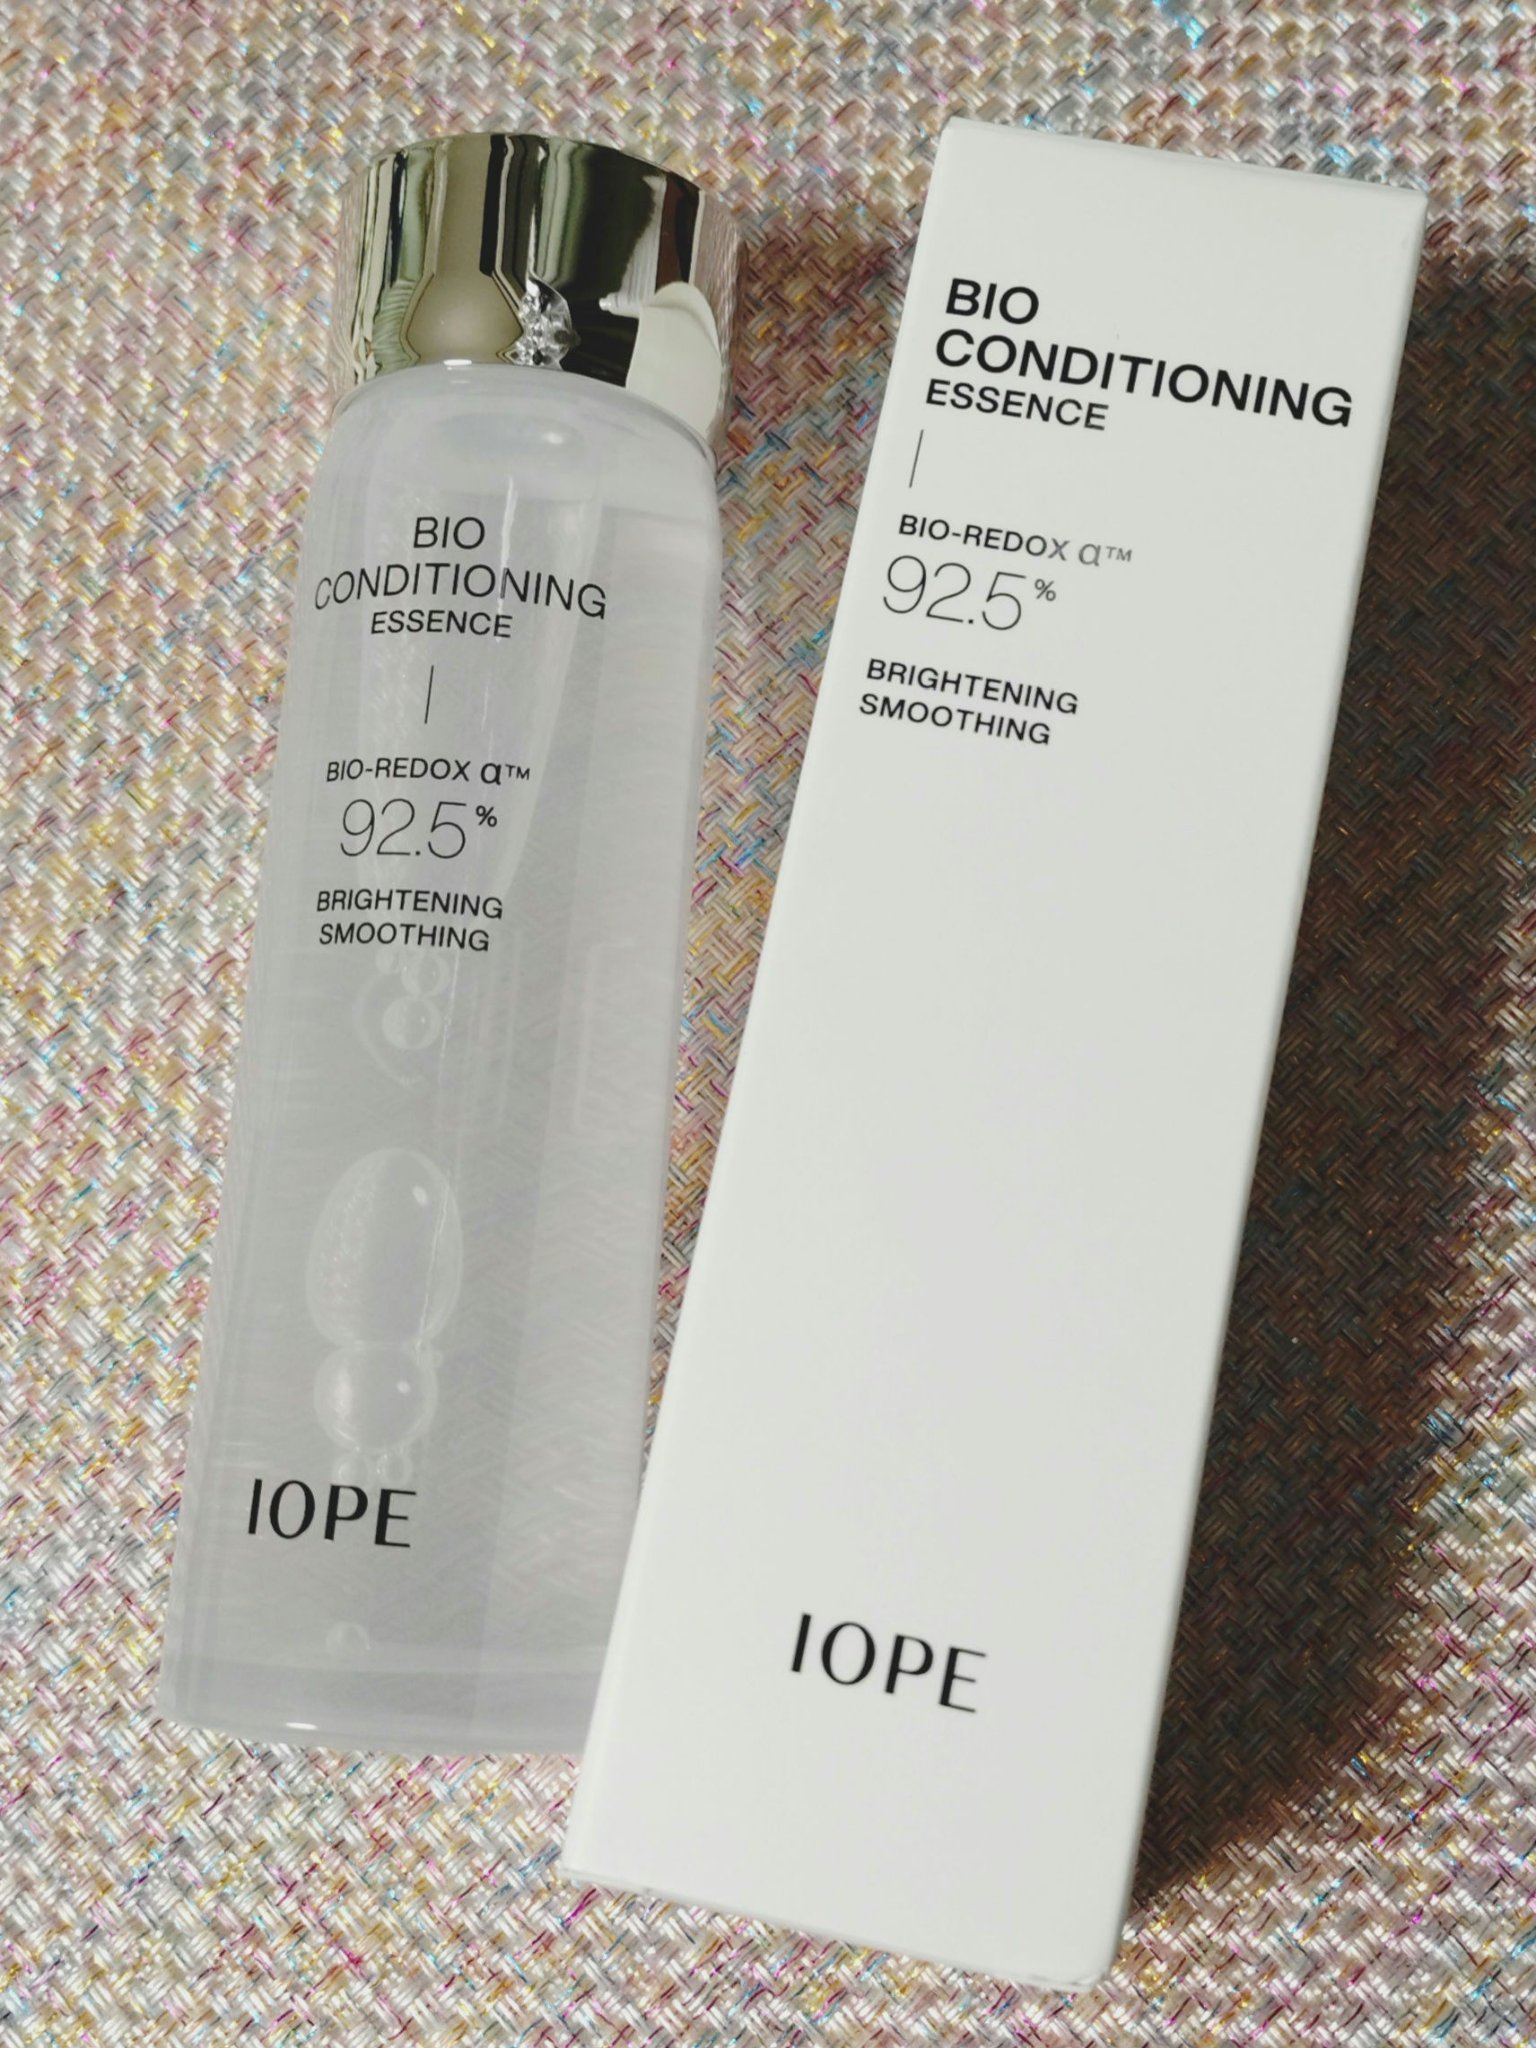 BIO
CONDITIONING
ESSENCE
BIO-REDOX α™
92.5%
BRIGHTENING
SMOOTHING
IOPE
BIO
CONDITIONING
ESSENCE
BIO-REDOX α™
92.5%
BRIGHTENING
SMOOTHING
IOPE